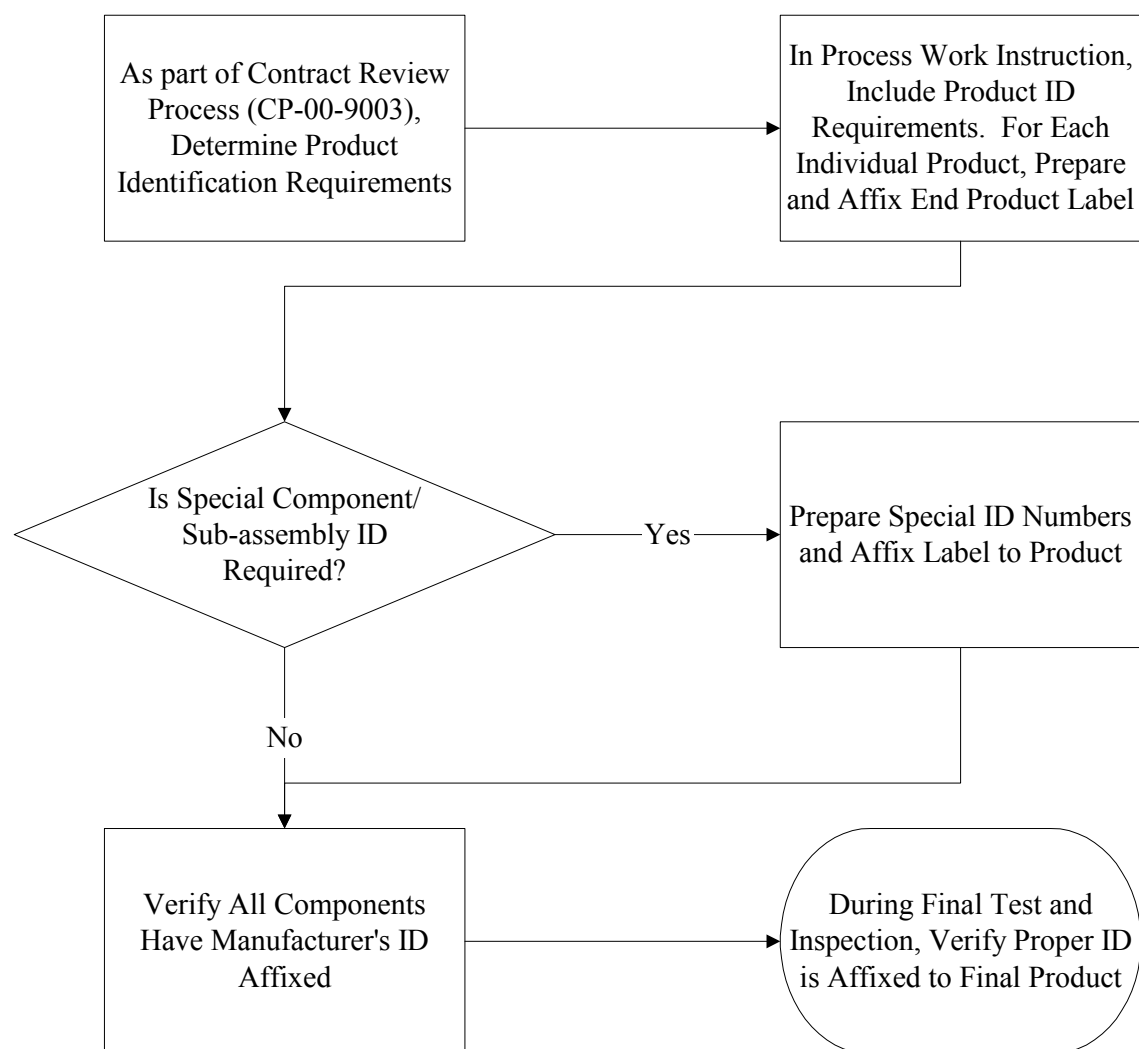 As part of Contract Review
Process (CP-00-9003),
Determine Product
Identification Requirements
In Process Work Instruction,
Include Product ID
Requirements.  For Each
Individual Product, Prepare
and Affix End Product Label
Is Special Component/
Sub-assembly ID
Required?
Yes
Prepare Special ID Numbers
and Affix Label to Product
No
Verify All Components
Have Manufacturer's ID
Affixed
During Final Test and
Inspection, Verify Proper ID
is Affixed to Final Product